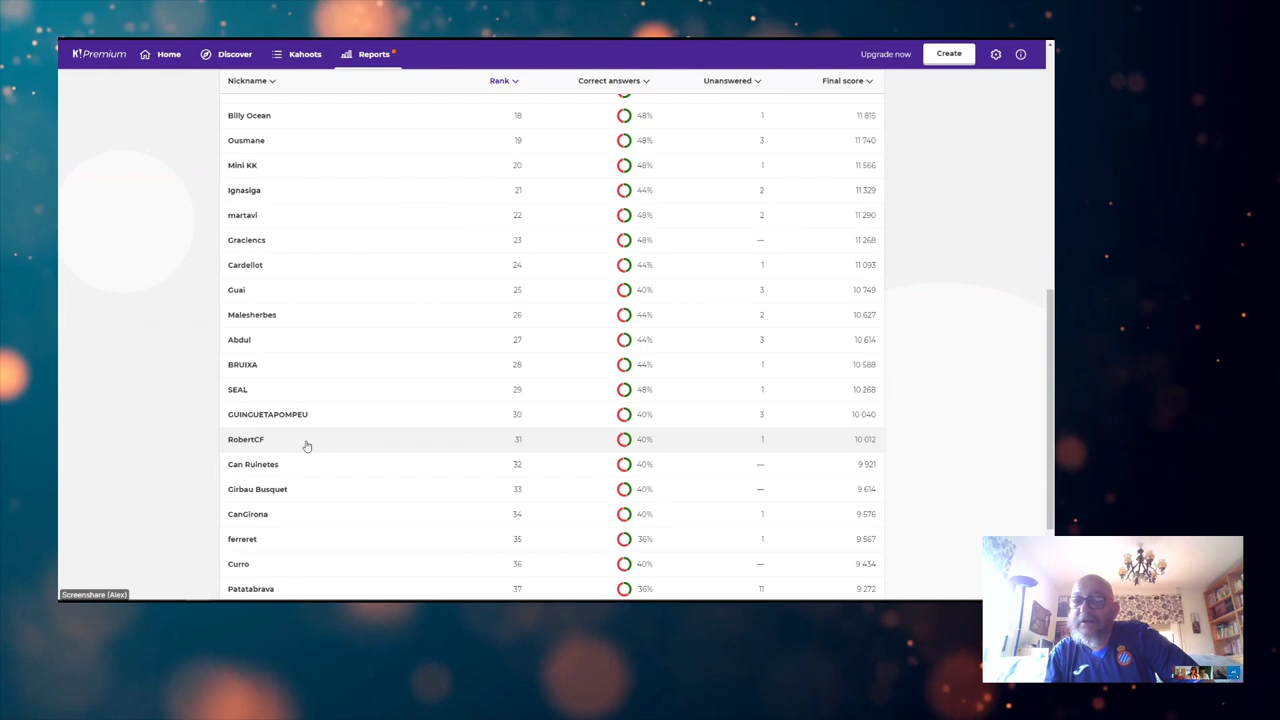 K! Premium Home Discover Kahoots Reports Upgrade now Create
Nickname Rank Correct answers Unanswered Final score
48%
Billy Ocean 18 48% 1 11 815
Ousmane 19 48% 3 11 740
Mini KK 20 48% 1 11 566
Ignasiga 21 44% 2 11 329
martavi 22 48% 2 11 290
Graciencs 23 48% — 11 268
Cardellot 24 44% 1 11 093
Guai 25 40% 3 10 749
Malesherbes 26 44% 2 10 627
Abdul 27 44% 3 10 614
BRUIXA 28 44% 1 10 588
SEAL 29 48% 1 10 268
GUINGUETAPOMPEU 30 40% 3 10 040
RobertCF 31 40% 1 10 012
Can Ruinetes 32 40% — 9 921
Girbau Busquet 33 40% — 9 614
CanGirona 34 40% 1 9 576
ferreret 35 36% 1 9 567
Curro 36 40% — 9 434
Patatabrava 37 36% 11 9 272
Screenshare (Alex)